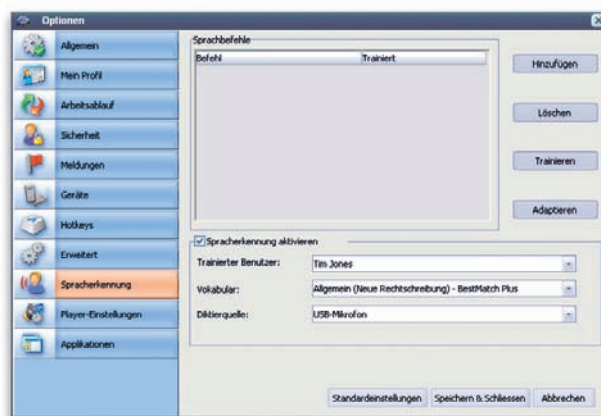 Optionen
Allgemein
Mein Profil
Arbeitsablauf
Sicherheit
Meldungen
Geräte
Hotkeys
Erweitert
Spracherkennung
Player-Einstellungen
Applikationen
Sprachbefehle
Befehl Trainiert
Hinzufügen
Löschen
Trainieren
Adaptieren
Spracherkennung aktivieren
Trainierter Benutzer: Tim Jones
Vokabular: Allgemein (Neue Rechtschreibung) - BestMatch Plus
Diktierquelle: USB-Mikrofon
Standardeinstellungen Speichern & Schliessen Abbrechen